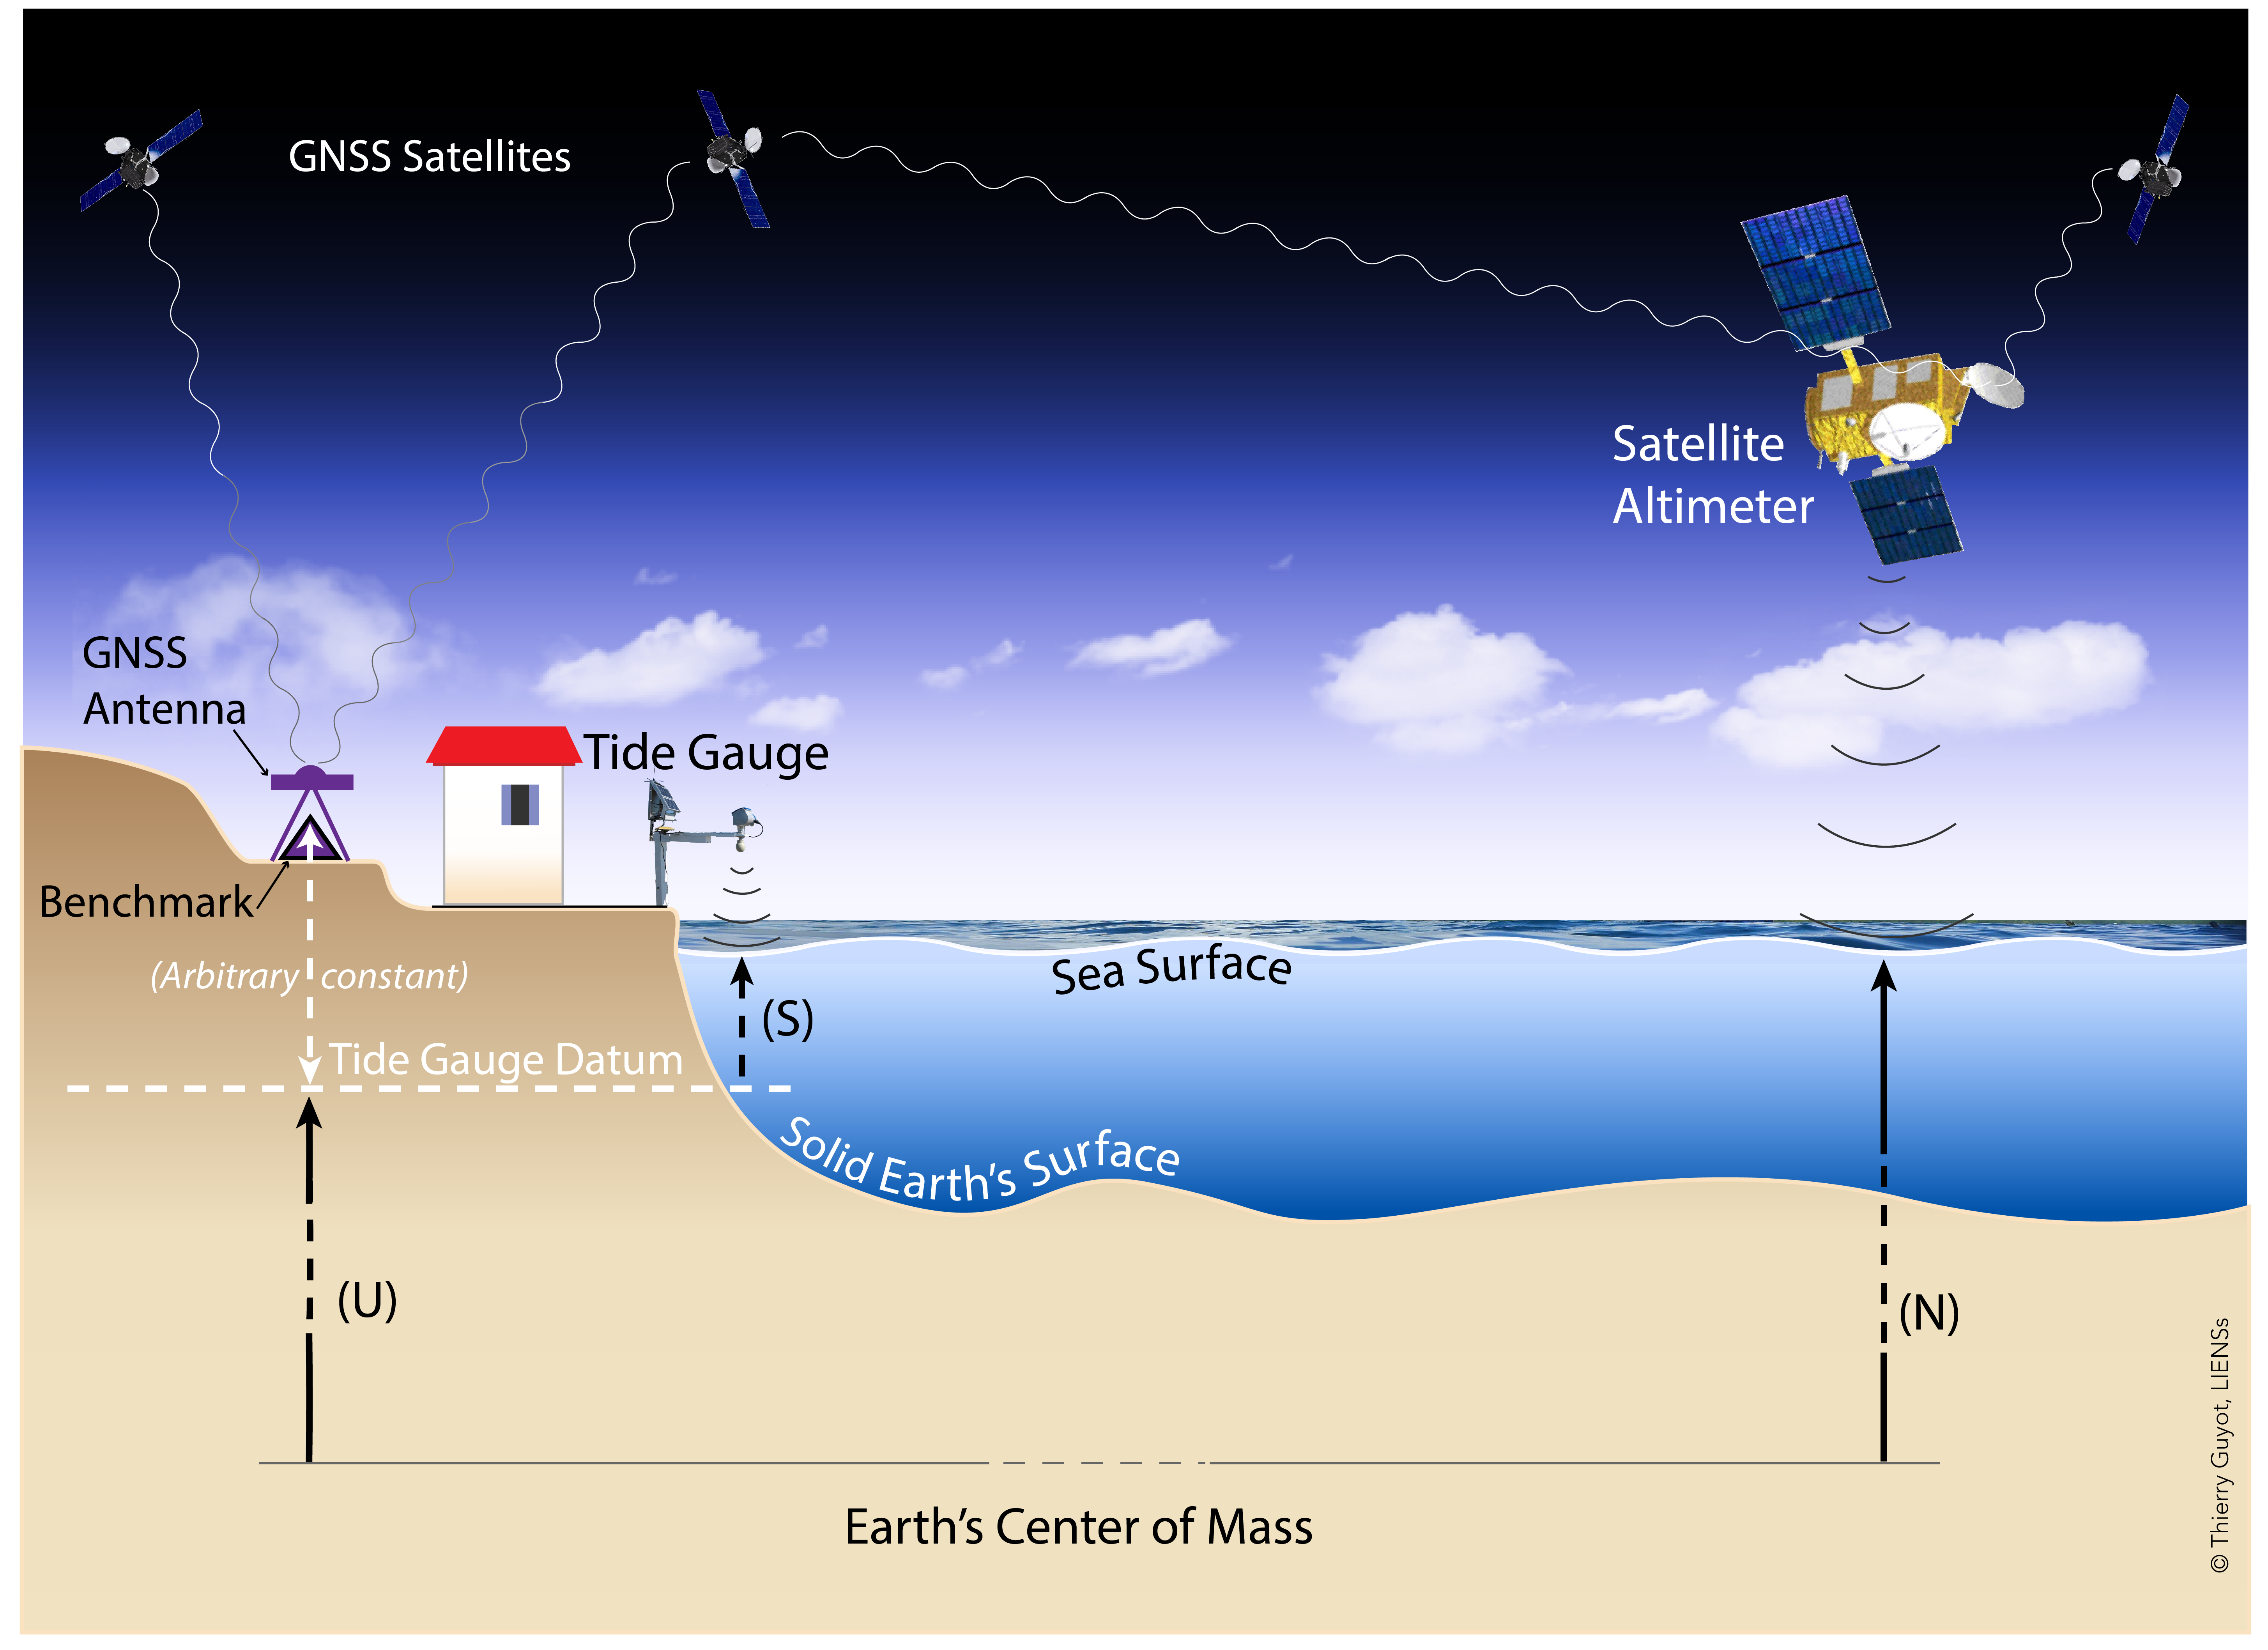 GNSS Satellites
Satellite
Altimeter
GNSS
Antenna
Tide Gauge
Benchmark
Sea Surface
(Arbitrary constant)
(S)
Tide Gauge Datum
Solid Earth's Surface
(U)
(N)
Earth's Center of Mass
© Thierry Guyot, LIENSs